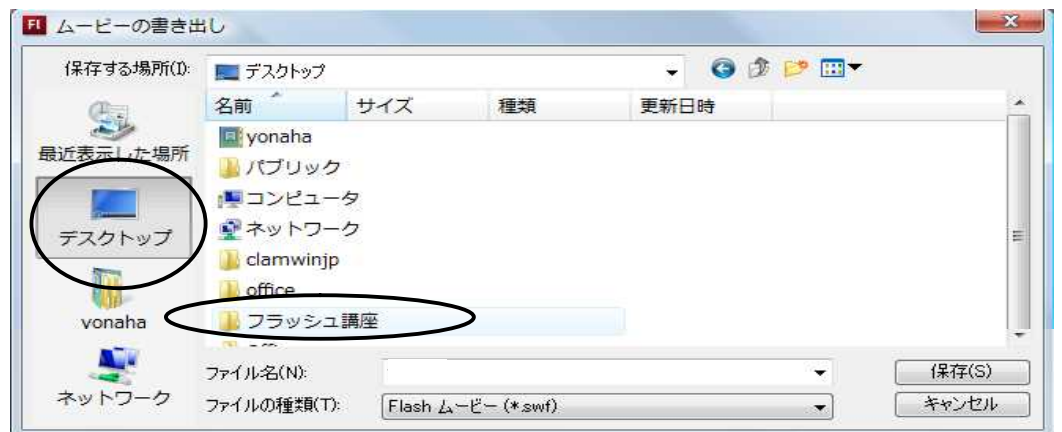 ムービーの書き出し
保存する場所(I):
デスクトップ
名前 サイズ 種類 更新日時
最近表示した場所
デスクトップ
yonaha
ネットワーク
yonaha
パブリック
コンピュータ
ネットワーク
clamwinjp
office
フラッシュ講座
ファイル名(N):
保存(S)
ファイルの種類(T):
Flash ムービー (*.swf)
キャンセル